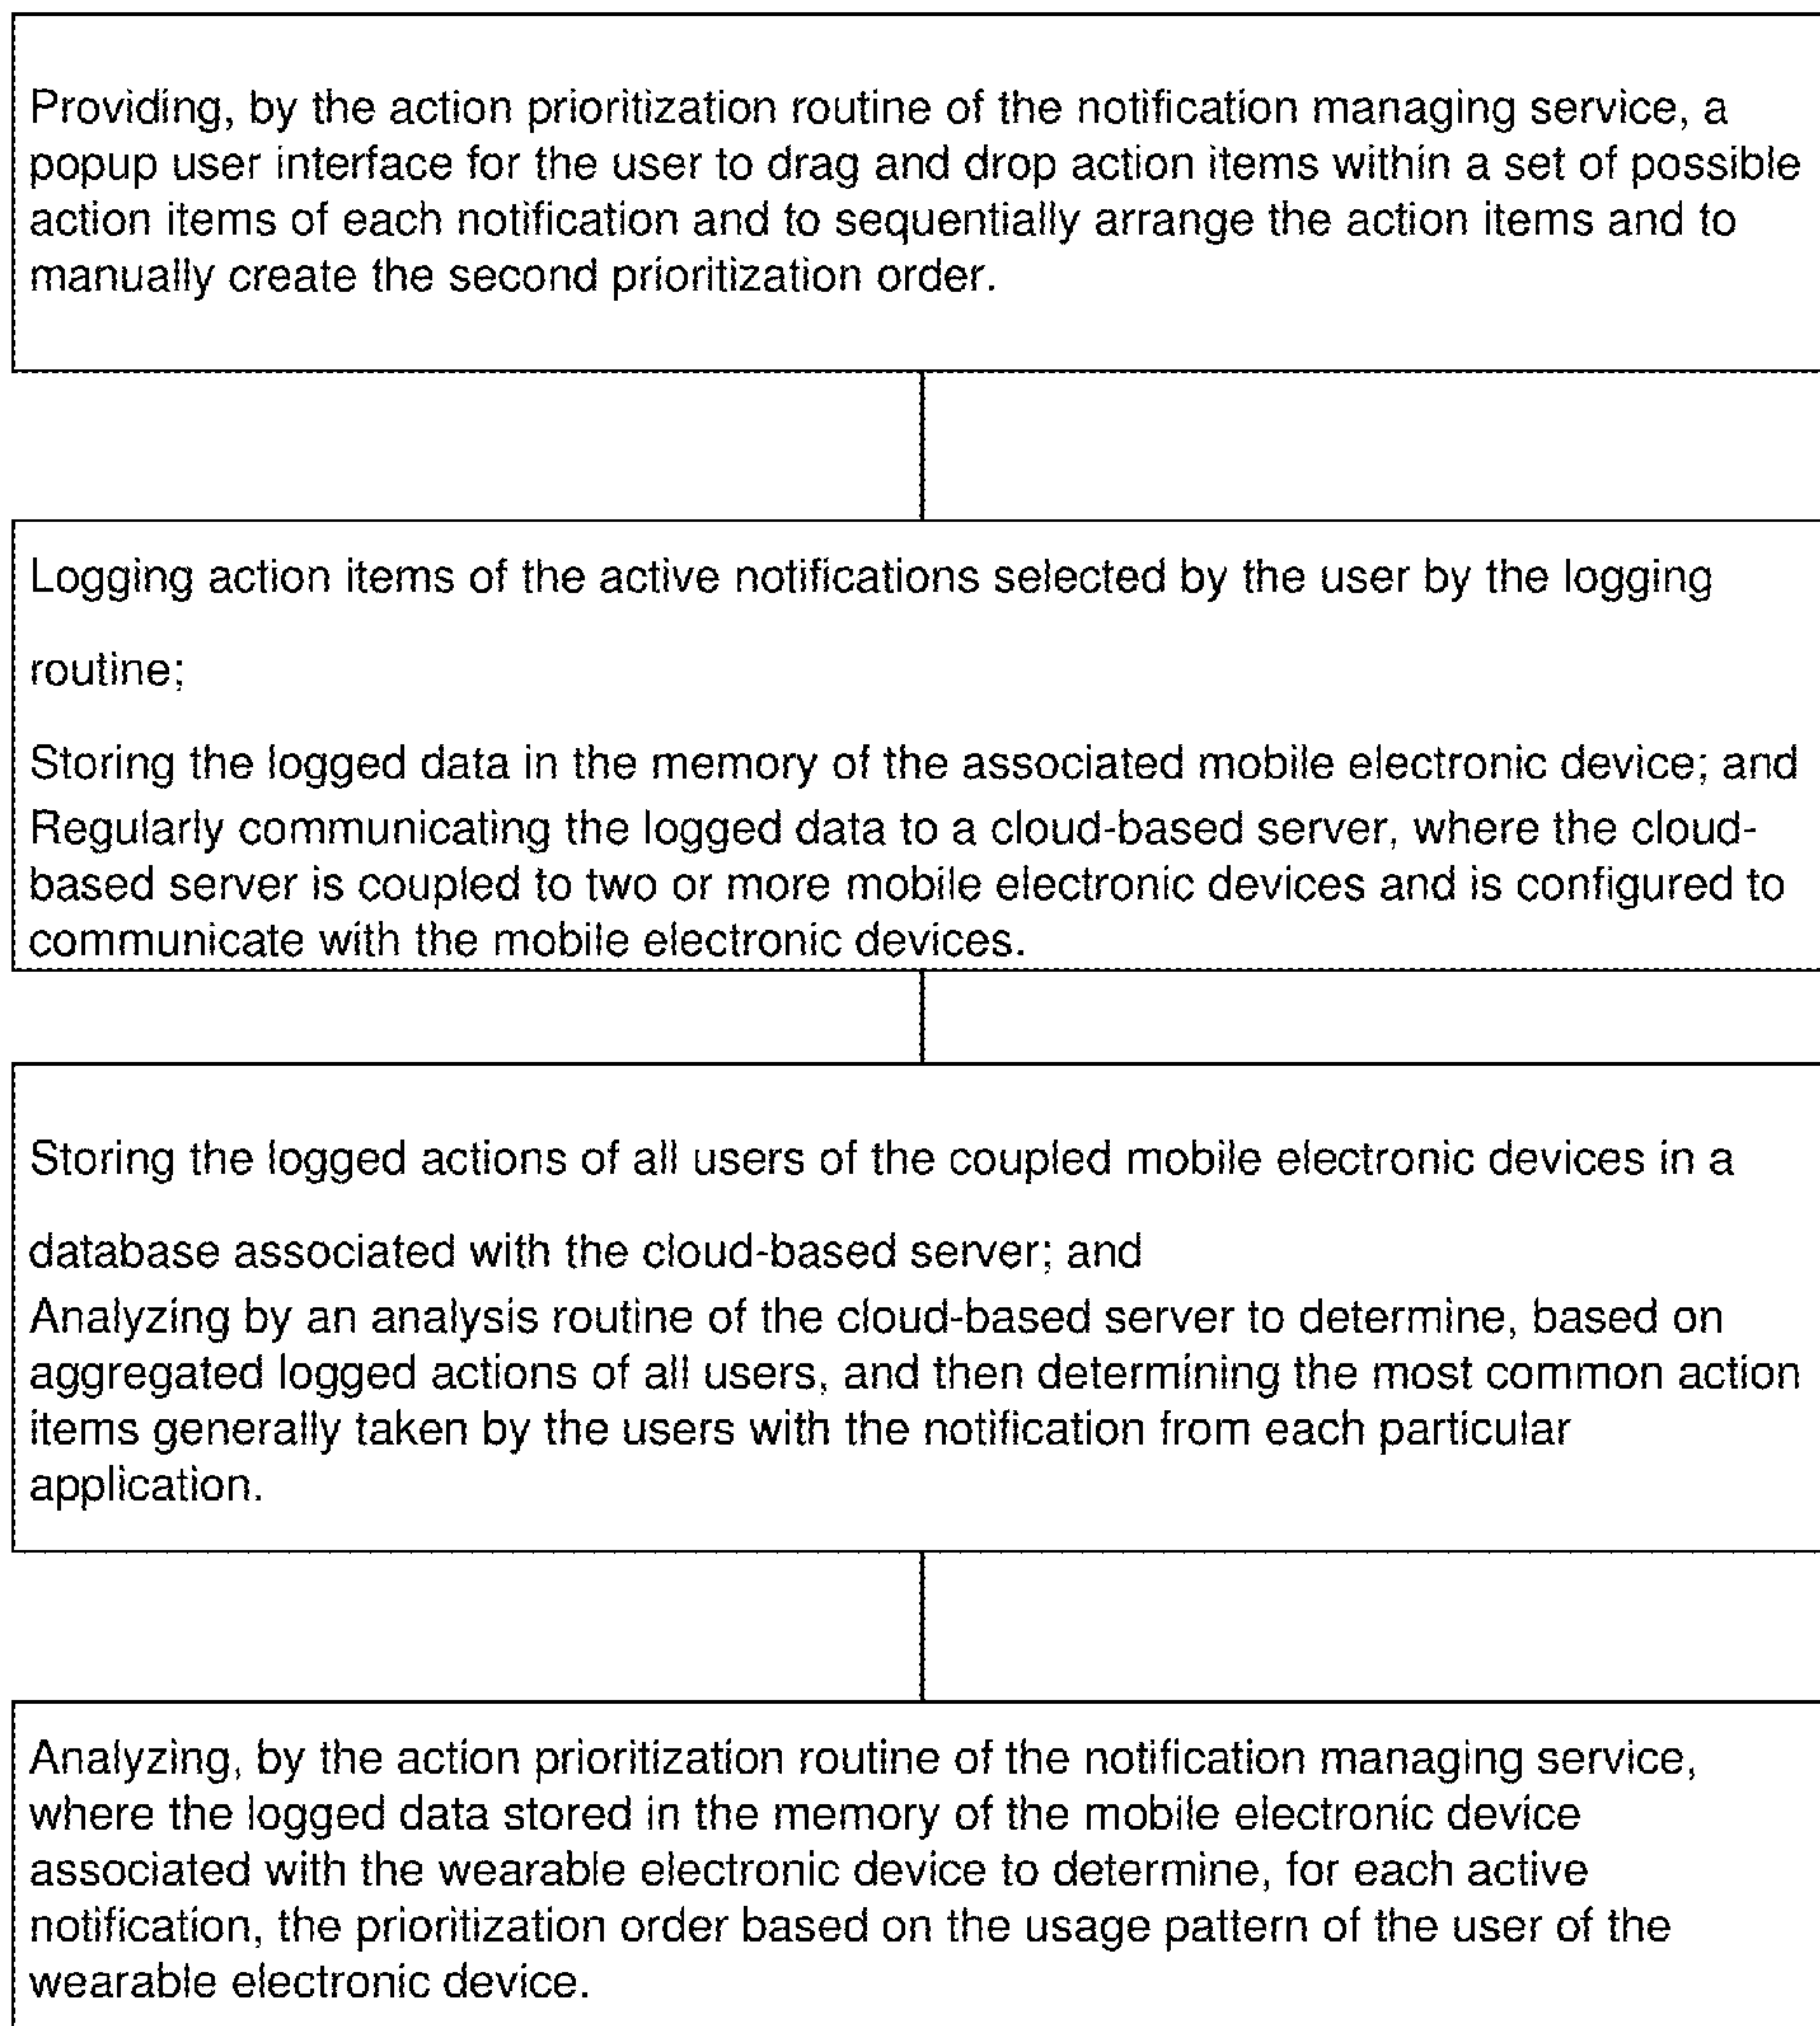 Providing, by the action prioritization routine of the notification managing service, a
popup user interface for the user to drag and drop action items within a set of possible
action items of each notification and to sequentially arrange the action items and to
manually create the second prioritization order.
Logging action items of the active notifications selected by the user by the logging
routine;
Storing the logged data in the memory of the associated mobile electronic device; and
Regularly communicating the logged data to a cloud-based server, where the cloud-
based server is coupled to two or more mobile electronic devices and is configured to
communicate with the mobile electronic devices.
Storing the logged actions of all users of the coupled mobile electronic devices in a
database associated with the cloud-based server; and
Analyzing by an analysis routine of the cloud-based server to determine, based on
aggregated logged actions of all users, and then determining the most common action
items generally taken by the users with the notification from each particular
application.
Analyzing, by the action prioritization routine of the notification managing service,
where the logged data stored in the memory of the mobile electronic device
associated with the wearable electronic device to determine, for each active
notification, the prioritization order based on the usage pattern of the user of the
wearable electronic device.